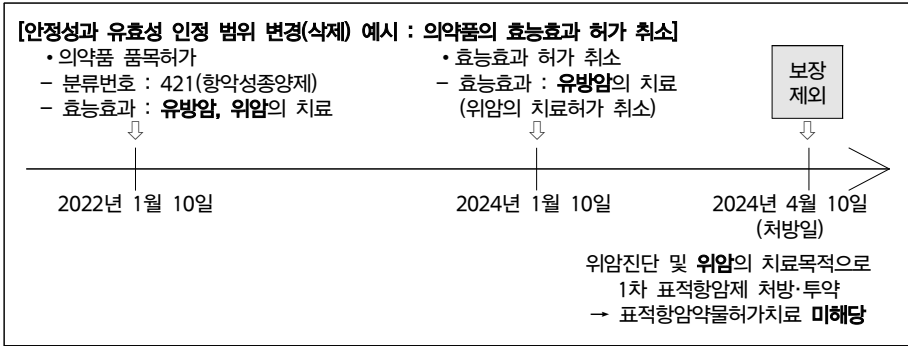 [안정성과 유효성 인정 범위 변경(삭제) 예시 : 의약품의 효능효과 허가 취소]
• 의약품 품목허가
− 분류번호 : 421(항악성종양제)
− 효능효과 : 유방암, 위암의 치료
• 효능효과 허가 취소
− 효능효과 : 유방암의 치료
(위암의 치료허가 취소)
보장
제외
2022년 1월 10일
2024년 1월 10일
2024년 4월 10일
(처방일)
위암진단 및 위암의 치료목적으로
1차 표적항암제 처방·투약
→ 표적항암약물허가치료 미해당